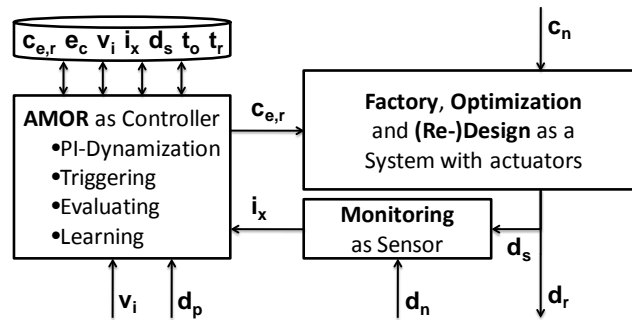 c_e,r e_c v_i i_x d_s t_o t_r
c_n
AMOR as Controller
•PI-Dynamization
•Triggering
•Evaluating
•Learning
c_e,r
Factory, Optimization
and (Re-)Design as a
System with actuators
i_x
Monitoring
as Sensor
d_s
v_i
d_p
d_n
d_r